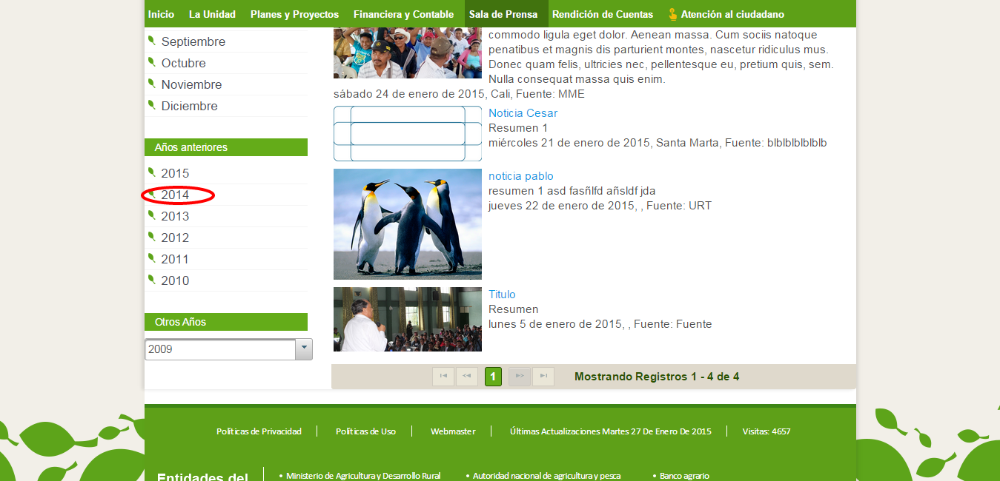 Inicio La Unidad Planes y Proyectos Financiera y Contable Sala de Prensa Rendición de Cuentas Atención al ciudadano
Septiembre
Octubre
Noviembre
Diciembre
Años anteriores
2015
2014
2013
2012
2011
2010
Otros Años
2009
commodo ligula eget dolor. Aenean massa. Cum sociis natoque
penatibus et magnis dis parturient montes, nascetur ridiculus mus.
Donec quam felis, ultricies nec, pellentesque eu, pretium quis, sem.
Nulla consequat massa quis enim.
sábado 24 de enero de 2015, Cali, Fuente: MME
Noticia Cesar
Resumen 1
miércoles 21 de enero de 2015, Santa Marta, Fuente: blblblblblblb
noticia pablo
resumen 1 asd fasñlfd añsldf jda
jueves 22 de enero de 2015, , Fuente: URT
Titulo
Resumen
lunes 5 de enero de 2015, , Fuente: Fuente
1 Mostrando Registros 1 - 4 de 4
Políticas de Privacidad Políticas de Uso Webmaster Últimas Actualizaciones Martes 27 De Enero De 2015 Visitas: 4657
Entidades del • Ministerio de Agricultura y Desarrollo Rural • Autoridad nacional de agricultura y pesca • Banco agrario